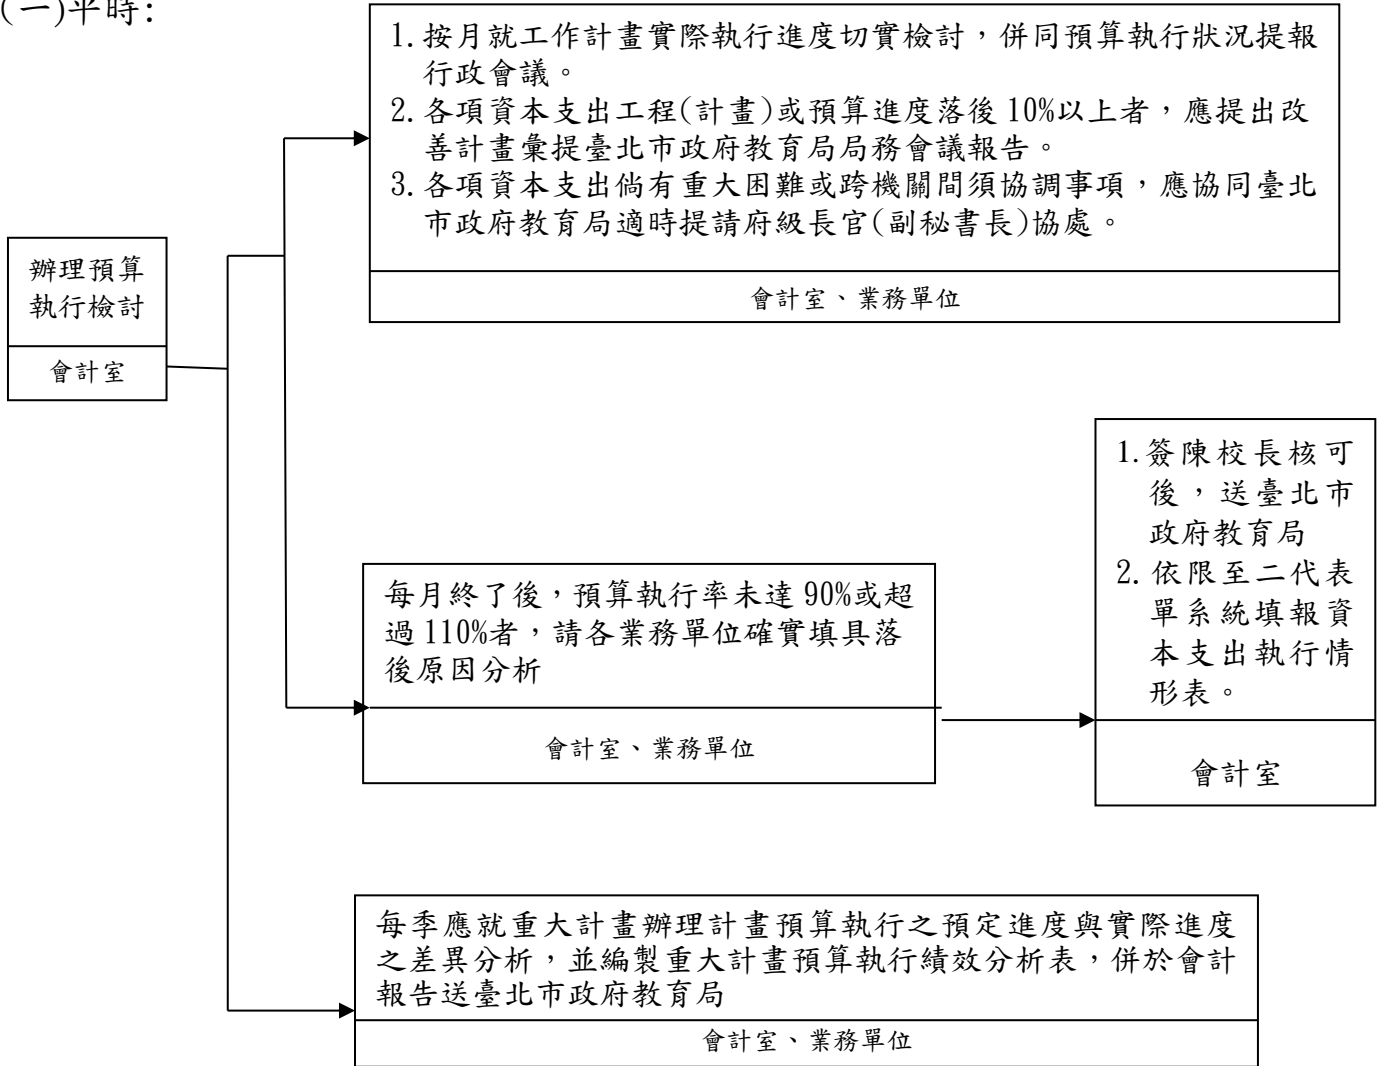 (一)平時:
1.按月就工作計畫實際執行進度切實檢討，併同預算執行狀況提報
行政會議。
2.各項資本支出工程(計畫)或預算進度落後 10%以上者，應提出改
善計畫彙提臺北市政府教育局局務會議報告。
3.各項資本支出倘有重大困難或跨機關間須協調事項，應協同臺北
市政府教育局適時提請府級長官(副秘書長)協處。
會計室、業務單位
辦理預算
執行檢討
會計室
1.簽陳校長核可
後，送臺北市
政府教育局
2.依限至二代表
單系統填報資
本支出執行情
形表。
會計室
每月終了後，預算執行率未達 90%或超
過 110%者，請各業務單位確實填具落
後原因分析
會計室、業務單位
每季應就重大計畫辦理計畫預算執行之預定進度與實際進度
之差異分析，並編製重大計畫預算執行績效分析表，併於會計
報告送臺北市政府教育局
會計室、業務單位